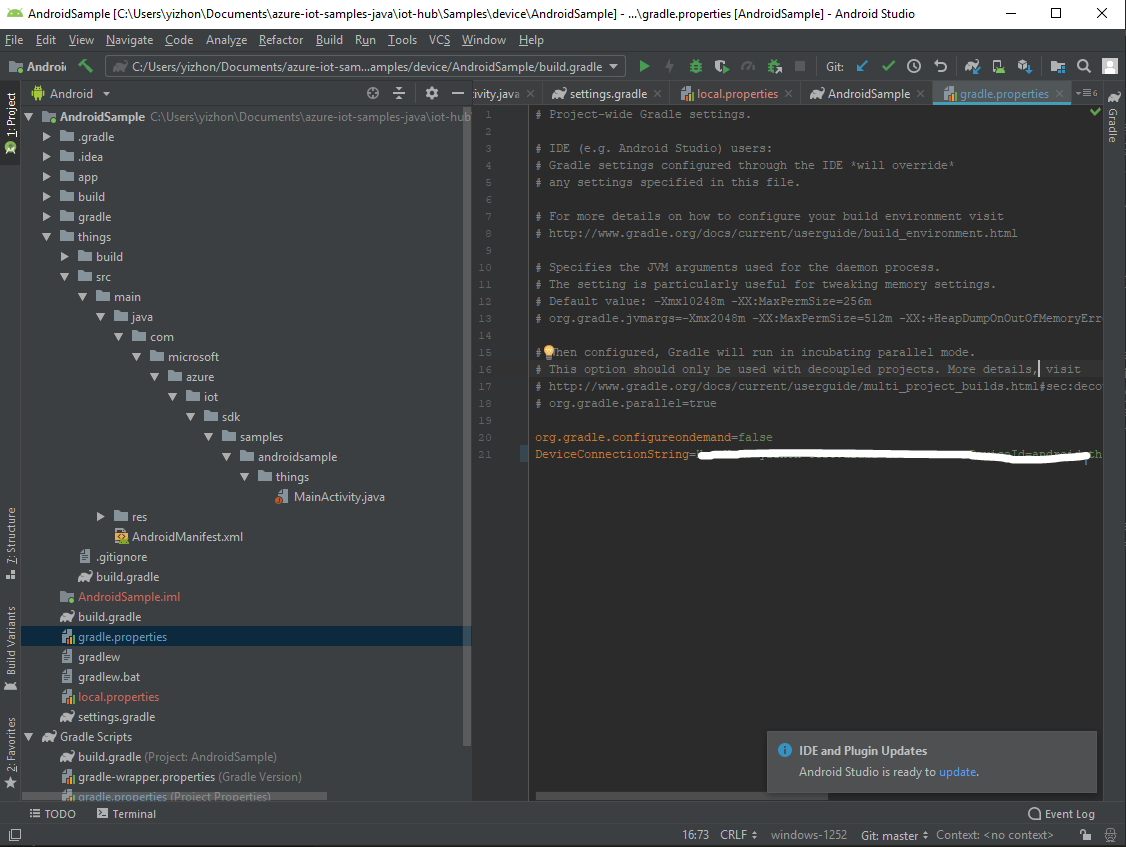 AndroidSample [C:\Users\yizhon\Documents\azure-iot-samples-java\iot-hub\Samples\device\AndroidSample] - ...\gradle.properties [AndroidSample] - Android Studio
File Edit View Navigate Code Analyze Refactor Build Run Tools VCS Window Help
Androi C:/Users/yizhon/Documents/azure-iot-sam...amples/device/AndroidSample/build.gradle Git:
1: Project
Android
tivity.java settings.gradle local.properties AndroidSample gradle.properties 6
Gradle
AndroidSample C:\Users\yizhon\Documents\azure-iot-samples-java\iot-hub
.gradle
.idea
app
build
gradle
things
build
src
main
java
com
microsoft
azure
iot
sdk
samples
androidsample
things
MainActivity.java
res
AndroidManifest.xml
.gitignore
build.gradle
AndroidSample.iml
build.gradle
gradle.properties
gradlew
gradlew.bat
local.properties
settings.gradle
Gradle Scripts
build.gradle (Project: AndroidSample)
gradle-wrapper.properties (Gradle Version)
gradle.properties (Project Properties)
7: Structure
Build Variants
2: Favorites
1 # Project-wide Gradle settings.
2
3 # IDE (e.g. Android Studio) users:
4 # Gradle settings configured through the IDE *will override*
5 # any settings specified in this file.
6
7 # For more details on how to configure your build environment visit
8 # http://www.gradle.org/docs/current/userguide/build_environment.html
9
10 # Specifies the JVM arguments used for the daemon process.
11 # The setting is particularly useful for tweaking memory settings.
12 # Default value: -Xmx10248m -XX:MaxPermSize=256m
13 # org.gradle.jvmargs=-Xmx2048m -XX:MaxPermSize=512m -XX:+HeapDumpOnOutOfMemoryErr
14
15 # When configured, Gradle will run in incubating parallel mode.
16 # This option should only be used with decoupled projects. More details, visit
17 # http://www.gradle.org/docs/current/userguide/multi_project_builds.html#sec:deco
18 # org.gradle.parallel=true
19
20 org.gradle.configureondemand=false
21 DeviceConnectionString=
IDE and Plugin Updates
Android Studio is ready to update.
TODO Terminal Event Log
16:73 CRLF windows-1252 Git: master Context: <no context>